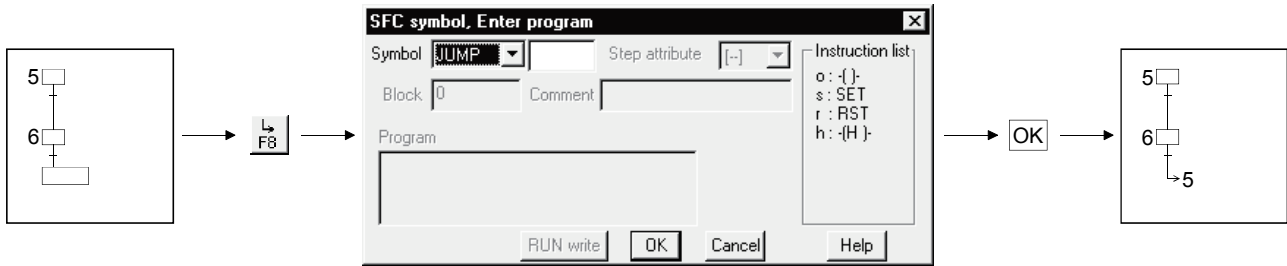 5
6
F8
SFC symbol, Enter program
Symbol JUMP Step attribute [--]
Block 0 Comment
Program
Instruction list
o : -( )-
s : SET
r : RST
h : -(H )-
RUN write OK Cancel Help
OK
5
6
5